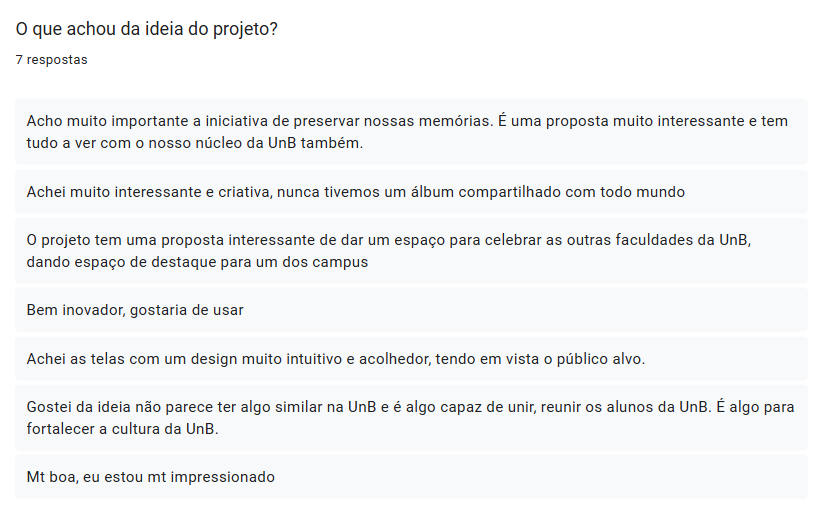 O que achou da ideia do projeto?
7 respostas
Acho muito importante a iniciativa de preservar nossas memórias. É uma proposta muito interessante e tem
tudo a ver com o nosso núcleo da UnB também.
Achei muito interessante e criativa, nunca tivemos um álbum compartilhado com todo mundo
O projeto tem uma proposta interessante de dar um espaço para celebrar as outras faculdades da UnB,
dando espaço de destaque para um dos campus
Bem inovador, gostaria de usar
Achei as telas com um design muito intuitivo e acolhedor, tendo em vista o público alvo.
Gostei da ideia não parece ter algo similar na UnB e é algo capaz de unir, reunir os alunos da UnB. É algo para
fortalecer a cultura da UnB.
Mt boa, eu estou mt impressionado